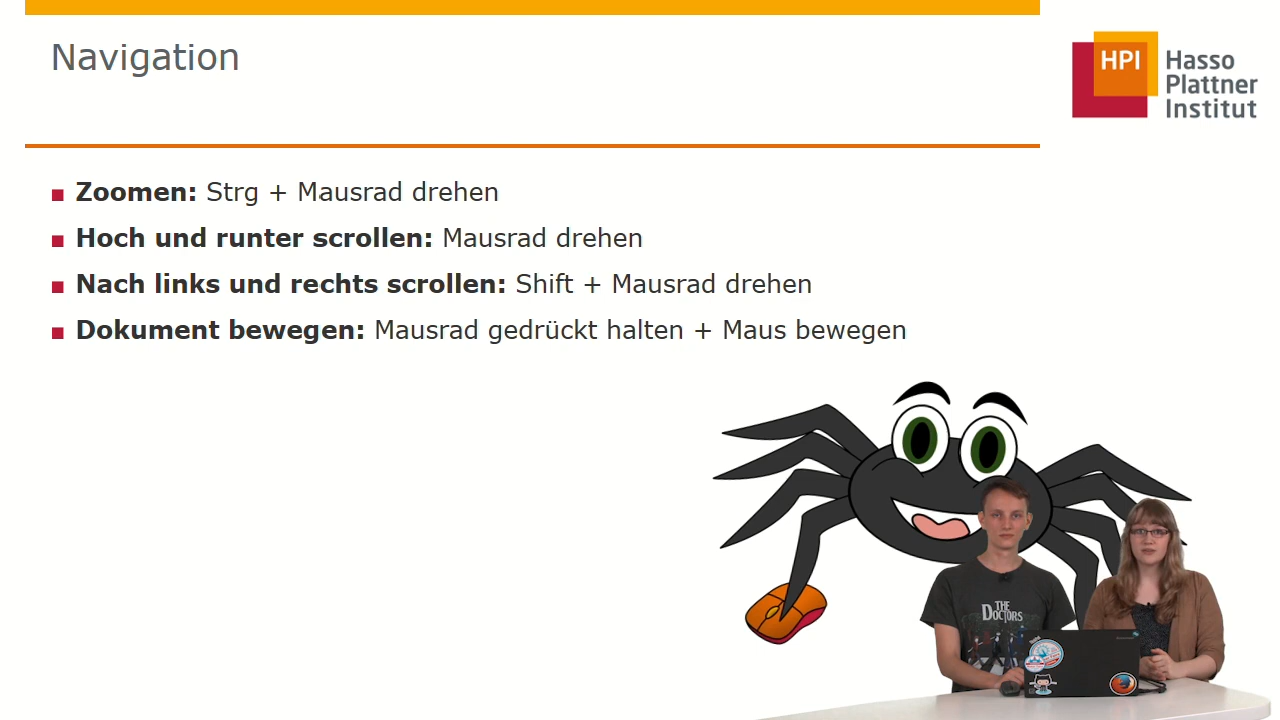 Navigation
HPI Hasso
Plattner
Institut
Zoomen: Strg + Mausrad drehen
Hoch und runter scrollen: Mausrad drehen
Nach links und rechts scrollen: Shift + Mausrad drehen
Dokument bewegen: Mausrad gedrückt halten + Maus bewegen
THE
DOCTORS